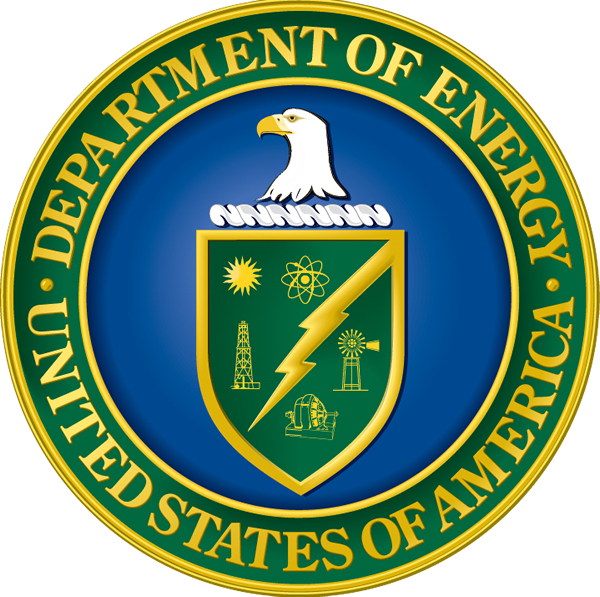 DEPARTMENT OF ENERGY
UNITED STATES OF AMERICA